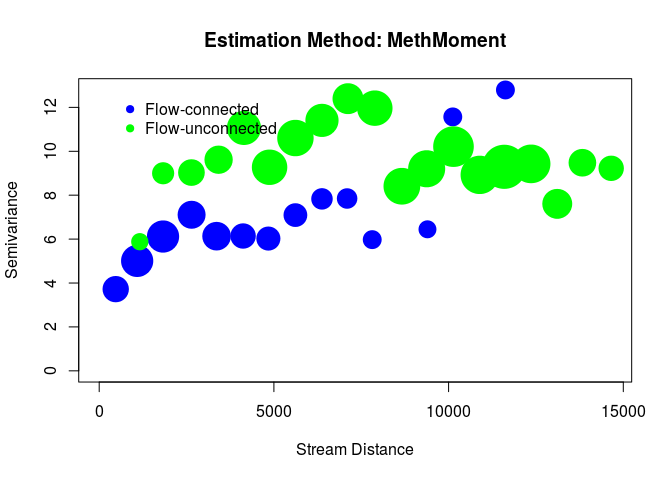 Estimation Method: MethMoment
Flow-connected
Flow-unconnected
Semivariance
12
10
8
6
4
2
0
0 5000 10000 15000
Stream Distance